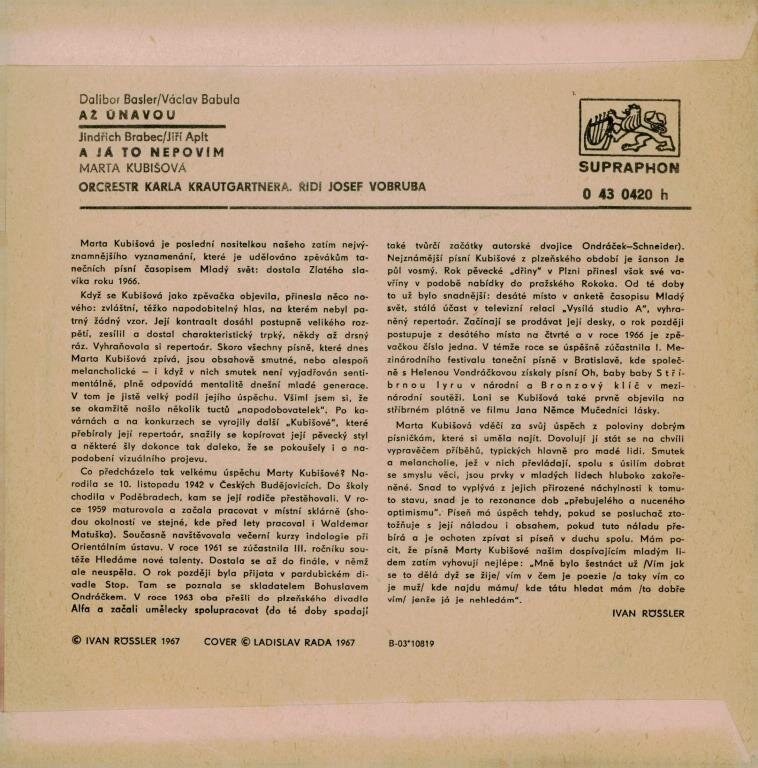 Dalibor Basler/Václav Babula
AŽ ÚNAVOU
Jindřich Brabec/Jiří Aplt
A JÁ TO NEPOVÍM
MARTA KUBIŠOVÁ
ORCRESTR KARLA KRAUTGARTNERA. ŘÍDÍ JOSEF VOBRUBA
SUPRAPHON
0 43 0420 h
Marta Kubišová je poslední nositelkou našeho zatím nejvý-
znamnějšího vyznamenání, které je udělováno zpěvákům ta-
nečních písní časopisem Mladý svět: dostala Zlatého sla-
víka roku 1966.
Když se Kubišová jako zpěvačka objevila, přinesla něco no-
vého: zvláštní, těžko napodobitelný hlas, na kterém nebyl pa-
trný žádný vzor. Její kontraalt dosáhl postupně velikého roz-
pětí, zesílil a dostal charakteristický trpký, někdy až drsný
ráz. Vyhraňovala si repertoár. Skoro všechny písně, které dnes
Marta Kubišová zpívá, jsou obsahově smutné, nebo alespoň
melancholické – i když v nich smutek není vyjadřován senti-
mentálně, plně odpovídá mentalitě dnešní mladé generace.
V tom je jistě velký podíl jejího úspěchu. Všiml jsem si, že
se okamžitě našlo několik tuctů „napodobovatelek". Po ka-
várnách a na konkursech se vyrojily další „Kubišové", které
přebíraly její repertoár, snažily se kopírovat její pěvecký styl
a některé šly dokonce tak daleko, že se pokoušely i o na-
podobení vizuálního projevu.
Co předcházelo tak velkému úspěchu Marty Kubišové? Na-
rodila se 10. listopadu 1942 v Českých Budějovicích. Do školy
chodila v Poděbradech, kam se její rodiče přestěhovali. V ro-
ce 1959 maturovala a začala pracovat v místní sklárně (sho-
dou okolností ve stejné, kde před lety pracoval i Waldemar
Matuška). Současně navštěvovala večerní kurzy indologie při
Orientálním ústavu. V roce 1961 se zúčastnila III. ročníku sou-
těže Hledáme nové talenty. Dostala se až do finále, v němž
ale neuspěla. O rok později byla přijata v pardubickém di-
vadle Stop. Tam se poznala se skladatelem Bohuslavem
Ondráčkem. V roce 1963 oba přešli do plzeňského divadla
Alfa a začali umělecky spolupracovat (do té doby spadají
také tvůrčí začátky autorské dvojice Ondráček–Schneider).
Nejznámější písní Kubišové z plzeňského období je šanson Je
půl vosmý. Rok pěvecké „dřiny" v Plzni přinesl však své va-
vříny v podobě nabídky do pražského Rokoka. Od té doby
to už bylo snadnější: desáté místo v anketě časopisu Mladý
svět, stálá účast v televizní relaci „Vysílá studio A", vyhra-
něný repertoár. Začínají se prodávat její desky, o rok později
postupuje z desátého místa na čtvrté a v roce 1966 je zpě-
vačkou číslo jedna. V témže roce se úspěšně zúčastnila I. Me-
zinárodního festivalu taneční písně v Bratislavě, kde společ-
ně s Helenou Vondráčkovou získaly písní Oh, baby baby Stří-
brnou lyru v národní a Bronzový klíč v mezi-
národní soutěži. Loni se Kubišová také prvně objevila na
stříbrném plátně ve filmu Jana Němce Mučedníci lásky.
Marta Kubišová vděčí za svůj úspěch z poloviny dobrým
písničkám, které si uměla najít. Dovolují jí stát se na chvíli
vypravěčem příběhů, typických hlavně pro mladé lidi. Smutek
a melancholie, jež v nich převládají, spolu s úsilím dobrat
se smyslu věcí, jsou prvky v mladých lidech hluboko zakoře-
něné. Snad to vyplývá z jejich přirozené náchylnosti k tomu-
to stavu, snad je to rezonance dob „přebujelého a nuceného
optimismu". Píseň má úspěch tehdy, pokud se posluchač zto-
tožňuje s její náladou i obsahem, pokud tuto náladu pře-
bírá a je ochoten zpívat si píseň v duchu spolu. Mám po-
cit, že písně Marty Kubišové našim dospívajícím mladým li-
dem zatím vyhovují nejlépe: „Mně bylo šestnáct už /Vím jak
se to dělá dyž se žije/ vím v čem je poezie /a taky vím co
je muž/ kde najdu mámu/ kde tátu hledat mám /to dobře
vím/ jenže já je nehledám".
IVAN RÖSSLER
© IVAN RÖSSLER 1967 COVER © LADISLAV RADA 1967 B-03*10819